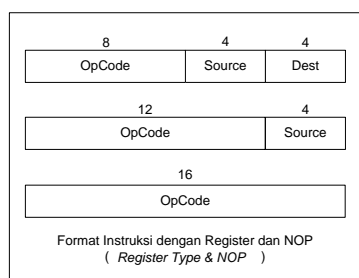 8 4 4
OpCode Source Dest
12 4
OpCode Source
16
OpCode
Format Instruksi dengan Register dan NOP
( Register Type & NOP )